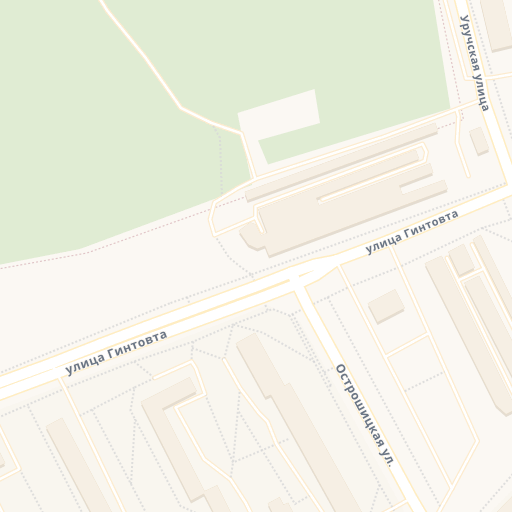 Уручская улица
улица Гинтовта
улица Гинтовта
Острошицкая ул.